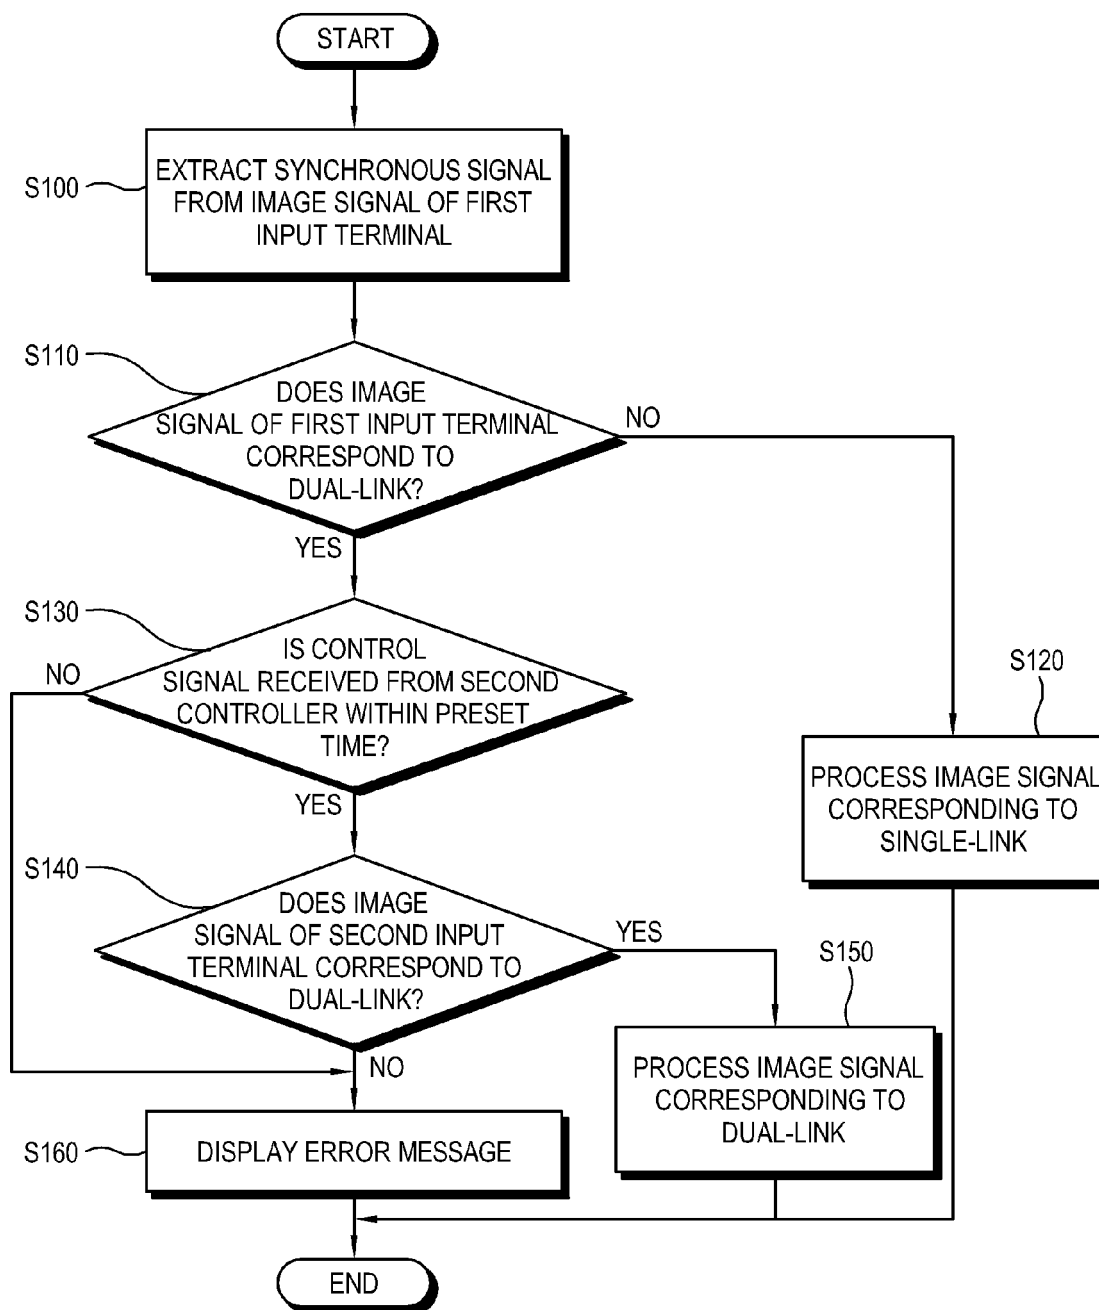 START
S100
EXTRACT SYNCHRONOUS SIGNAL
FROM IMAGE SIGNAL OF FIRST
INPUT TERMINAL
S110
DOES IMAGE
SIGNAL OF FIRST INPUT TERMINAL
CORRESPOND TO
DUAL-LINK?
NO
YES
S130
IS CONTROL
SIGNAL RECEIVED FROM SECOND
CONTROLLER WITHIN PRESET
TIME?
NO
YES
S120
PROCESS IMAGE SIGNAL
CORRESPONDING TO
SINGLE-LINK
S140
DOES IMAGE
SIGNAL OF SECOND INPUT
TERMINAL CORRESPOND TO
DUAL-LINK?
YES
NO
S150
PROCESS IMAGE SIGNAL
CORRESPONDING TO
DUAL-LINK
S160
DISPLAY ERROR MESSAGE
END